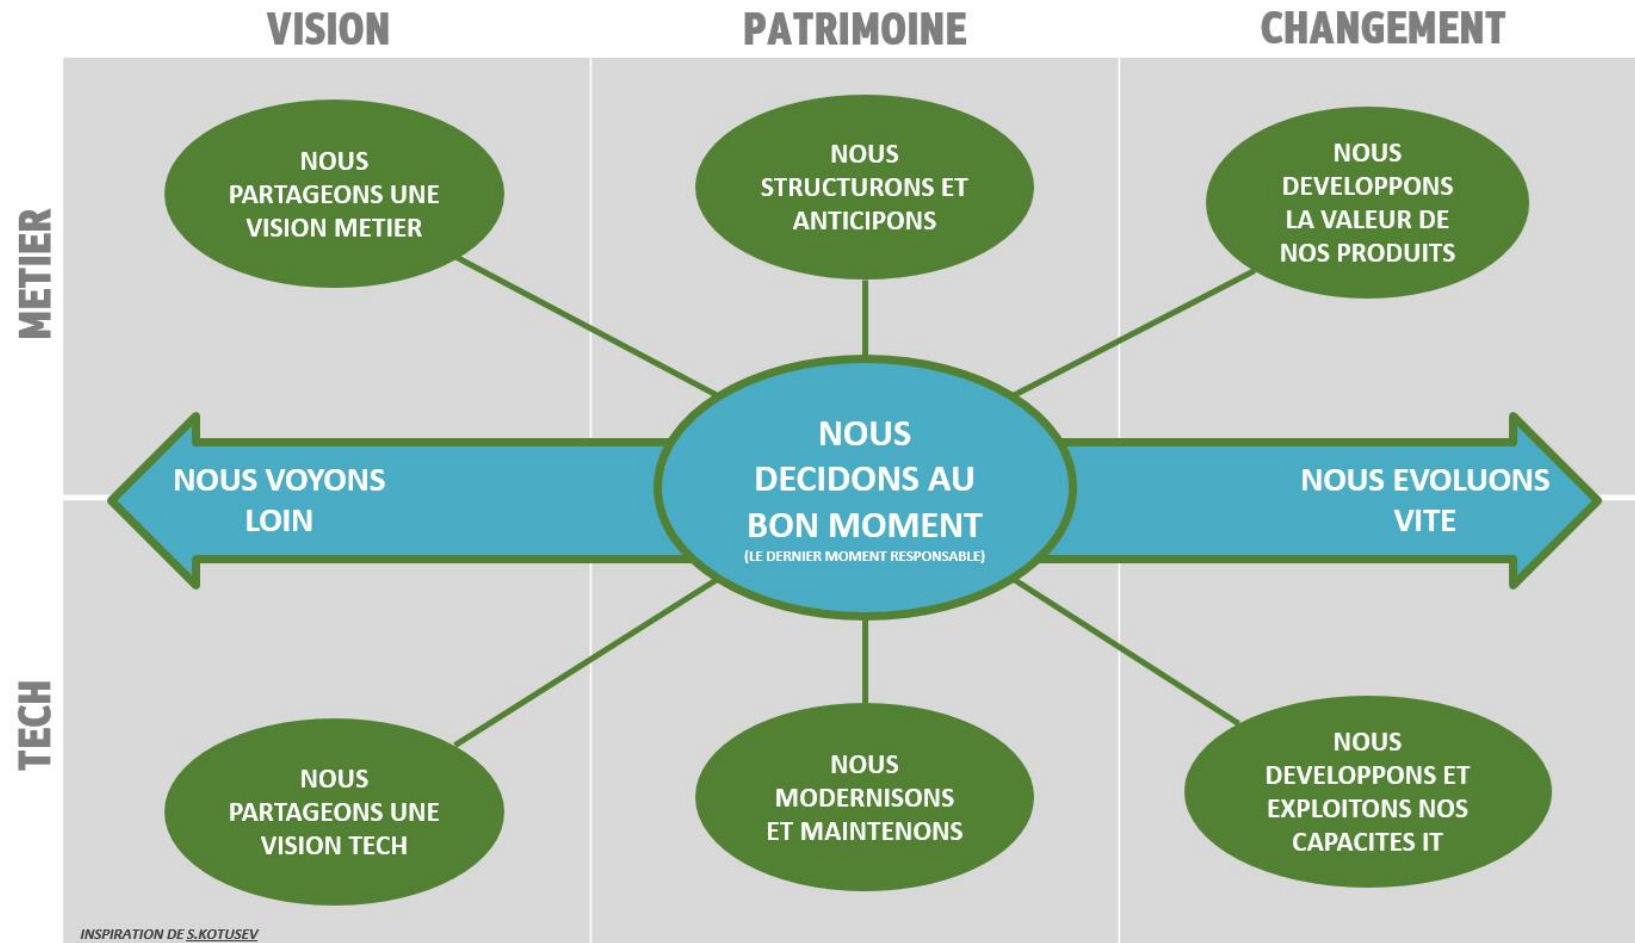 VISION
PATRIMOINE
CHANGEMENT
METIER
NOUS
PARTAGEONS UNE
VISION METIER
NOUS
STRUCTURONS ET
ANTICIPONS
NOUS
DEVELOPPONS
LA VALEUR DE
NOS PRODUITS
NOUS VOYONS
LOIN
NOUS
DECIDONS AU
BON MOMENT
(LE DERNIER MOMENT RESPONSABLE)
NOUS EVOLUONS
VITE
TECH
NOUS
PARTAGEONS UNE
VISION TECH
NOUS
MODERNISONS
ET MAINTENONS
NOUS
DEVELOPPONS ET
EXPLOITONS NOS
CAPACITES IT
INSPIRATION DE S.KOTUSEV